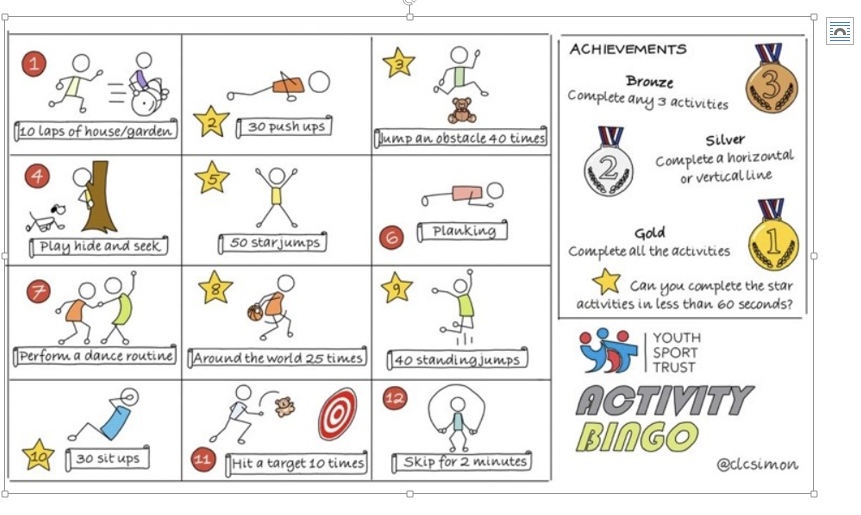 1
10 laps of house/garden
2
30 push ups
3
Jump an obstacle 40 times
4
Play hide and seek
5
50 star jumps
6
Planking
7
Perform a dance routine
8
Around the world 25 times
9
40 standing jumps
10
30 sit ups
11
Hit a target 10 times
12
Skip for 2 minutes
ACHIEVEMENTS
Bronze
Complete any 3 activities
3
Silver
Complete a horizontal
or vertical line
2
Gold
Complete all the activities
1
Can you complete the star
activities in less than 60 seconds?
YOUTH
SPORT
TRUST
ACTIVITY
BINGO
@clcsimon